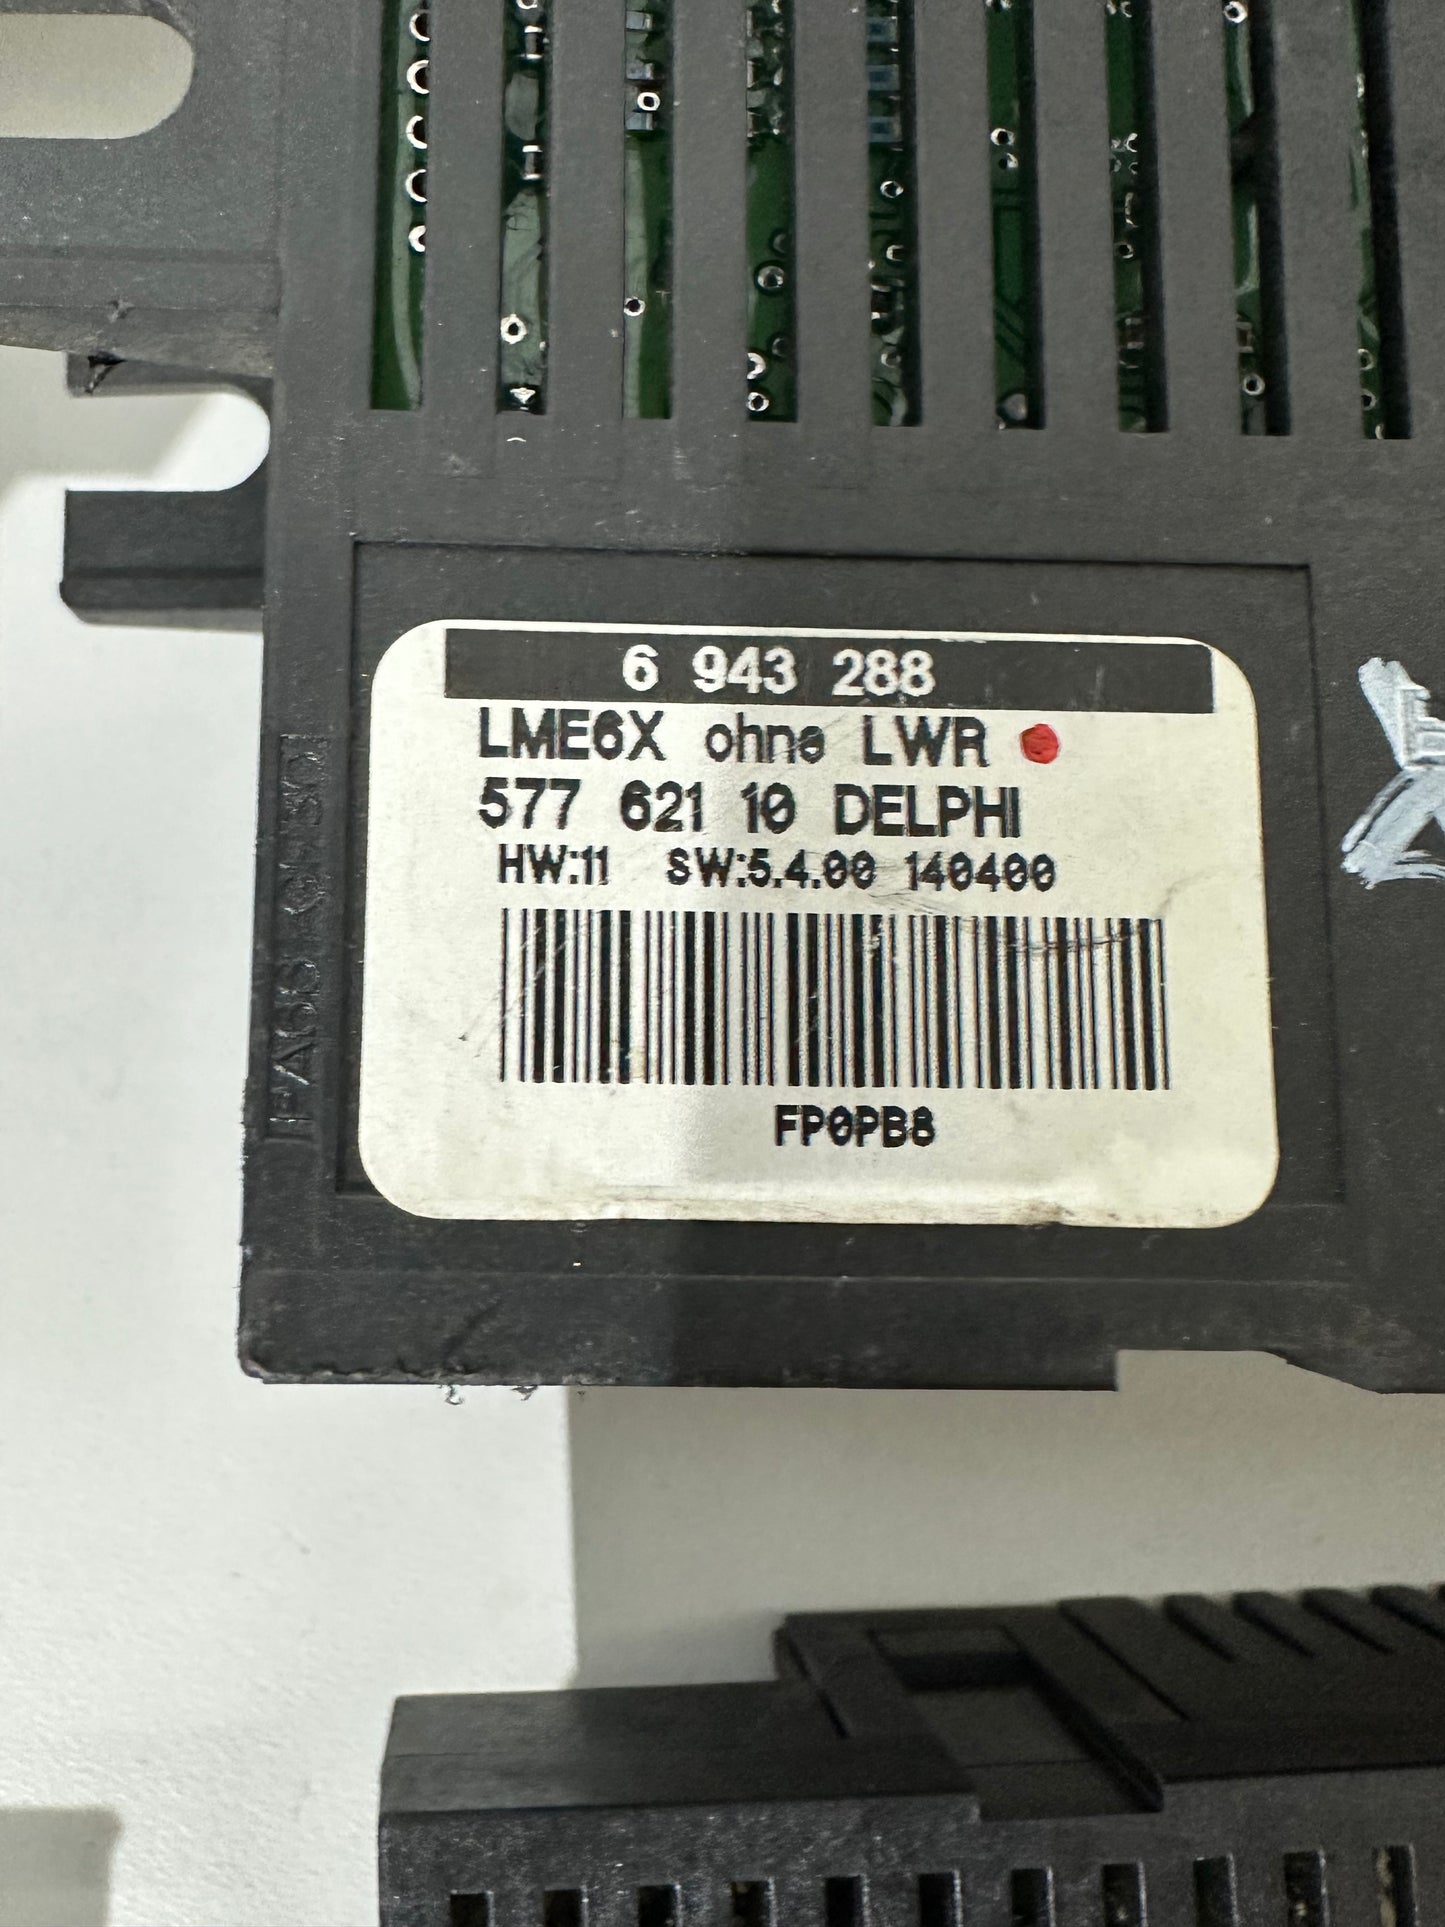 6 943 288
LME6X ohne LWR
577 621 10 DELPHI
HW:11 SW:5.4.00 140400
FP0PB8